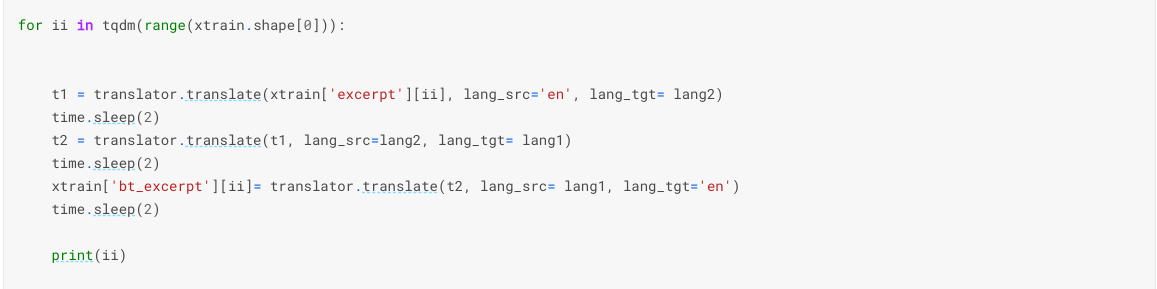 for ii in tqdm(range(xtrain.shape[0])):
t1 = translator.translate(xtrain['excerpt'][ii], lang_src='en', lang_tgt= lang2)
time.sleep(2)
t2 = translator.translate(t1, lang_src=lang2, lang_tgt= lang1)
time.sleep(2)
xtrain['bt_excerpt'][ii]= translator.translate(t2, lang_src= lang1, lang_tgt='en')
time.sleep(2)
print(ii)